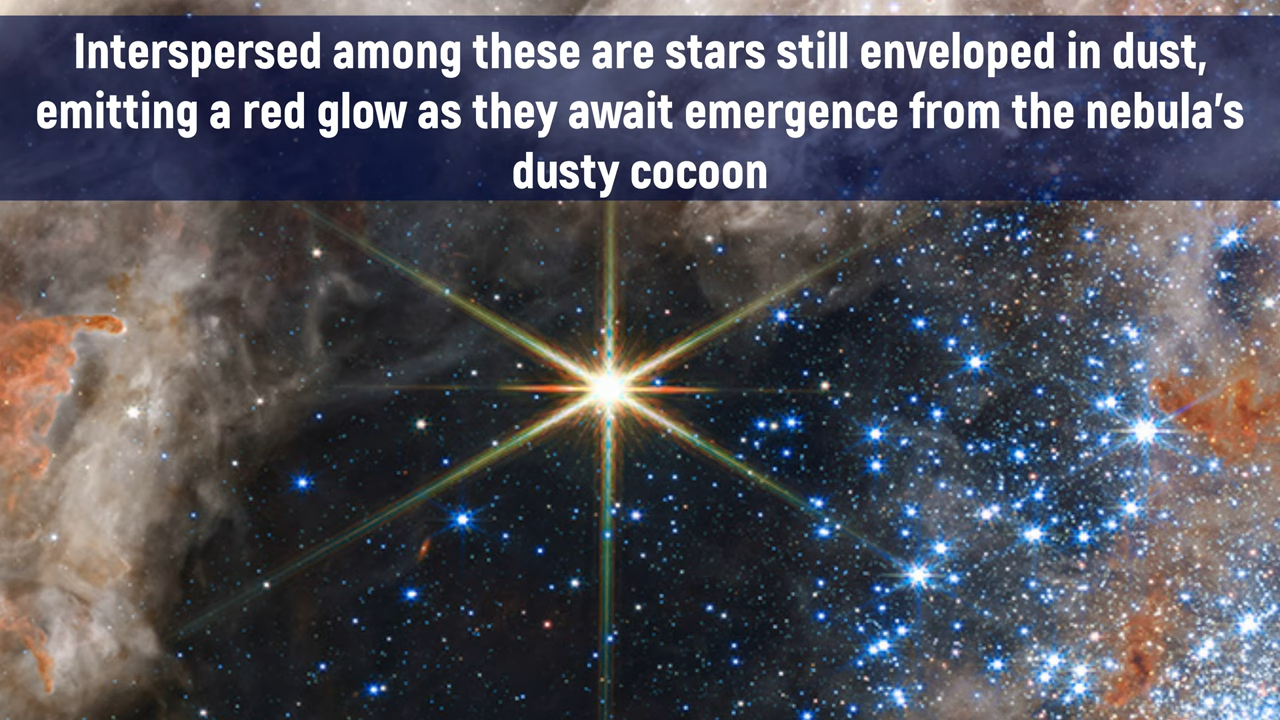 Interspersed among these are stars still enveloped in dust,
emitting a red glow as they await emergence from the nebula's
dusty cocoon